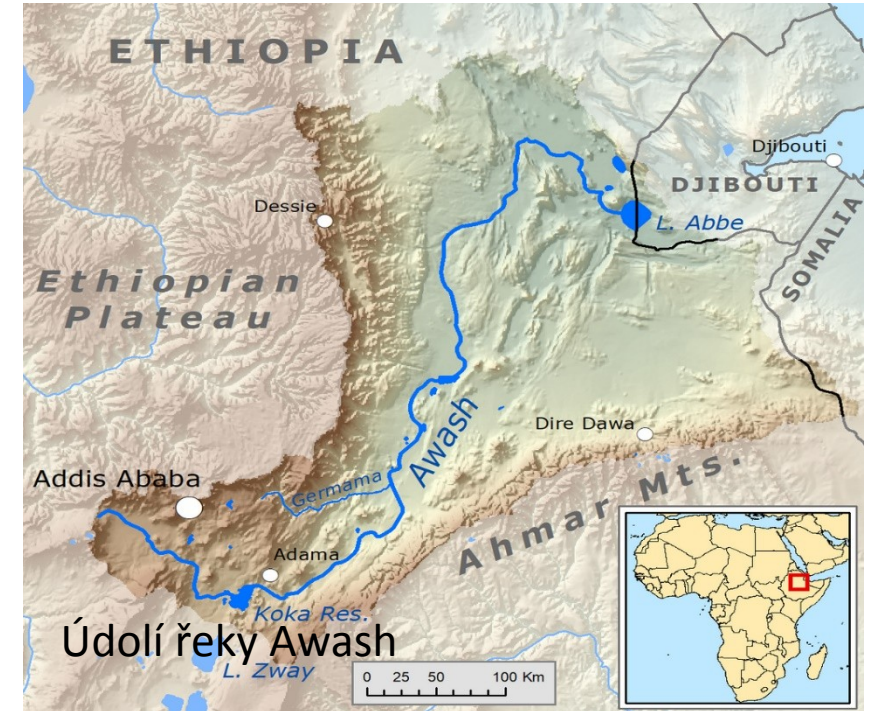 ETHIOPIA
Djibouti
DJIBOUTI
Dessie
L. Abbe
SOMALIA
Ethiopian
Plateau
Awash
Dire Dawa
Addis Ababa
Germama
Ahmar Mts.
Adama
Koka Res.
Údolí řeky Awash
L. Zway
0 25 50 100 Km